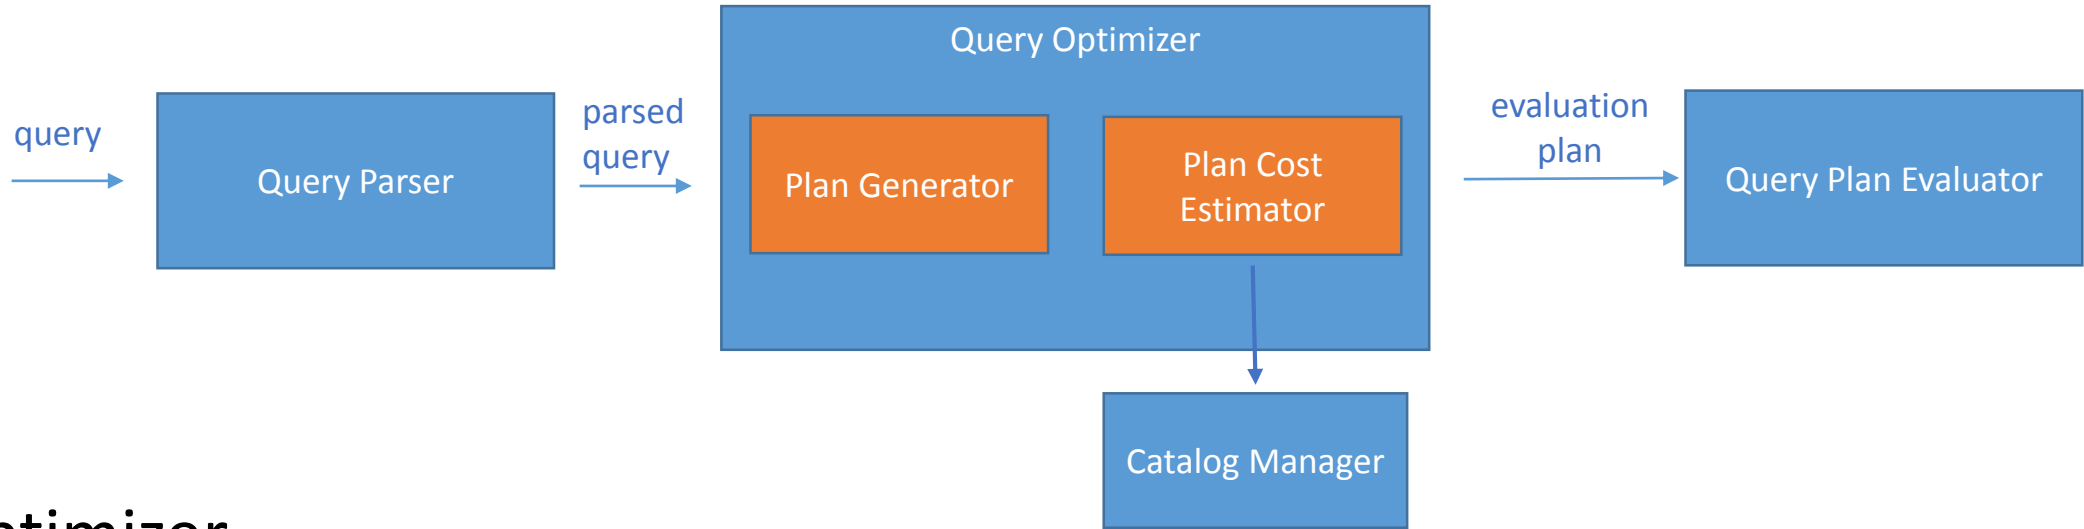 Query Optimizer
query
parsed
query
evaluation
plan
Query Parser
Plan Generator
Plan Cost
Estimator
Query Plan Evaluator
Catalog Manager